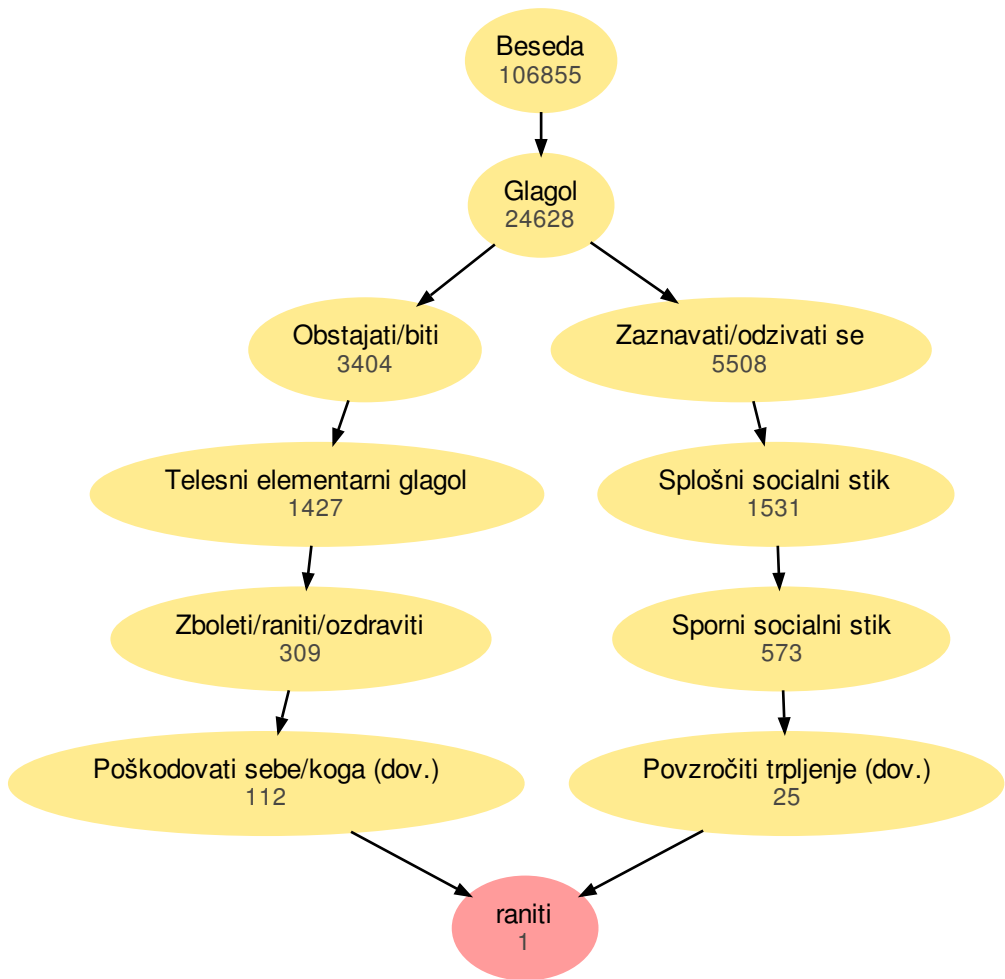 Beseda
106855
Glagol
24628
Obstajati/biti
3404
Zaznavati/odzivati se
5508
Telesni elementarni glagol
1427
Splošni socialni stik
1531
Zboleti/raniti/ozdraviti
309
Sporni socialni stik
573
Poškodovati sebe/koga (dov.)
112
Povzročiti trpljenje (dov.)
25
raniti
1